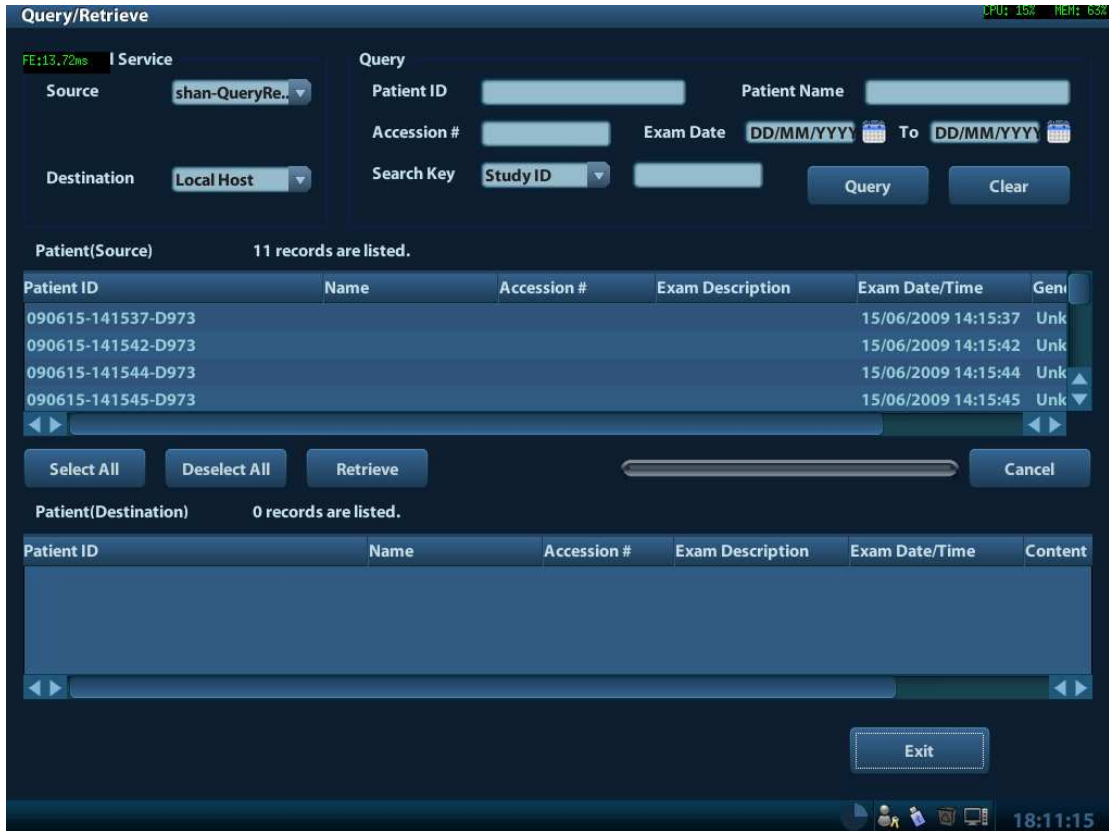 Query/Retrieve
CPU: 15% MEM: 63%
FE:13.72ms l Service
Query
Source shan-QueryRe.. Patient ID Patient Name
Accession # Exam Date DD/MM/YYYY To DD/MM/YYYY
Destination Local Host Search Key Study ID Query Clear
Patient(Source) 11 records are listed.
Patient ID Name Accession # Exam Description Exam Date/Time Gen
090615-141537-D973 15/06/2009 14:15:37 Unk
090615-141542-D973 15/06/2009 14:15:42 Unk
090615-141544-D973 15/06/2009 14:15:44 Unk
090615-141545-D973 15/06/2009 14:15:45 Unk
Select All Deselect All Retrieve Cancel
Patient(Destination) 0 records are listed.
Patient ID Name Accession # Exam Description Exam Date/Time Content
Exit
18:11:15